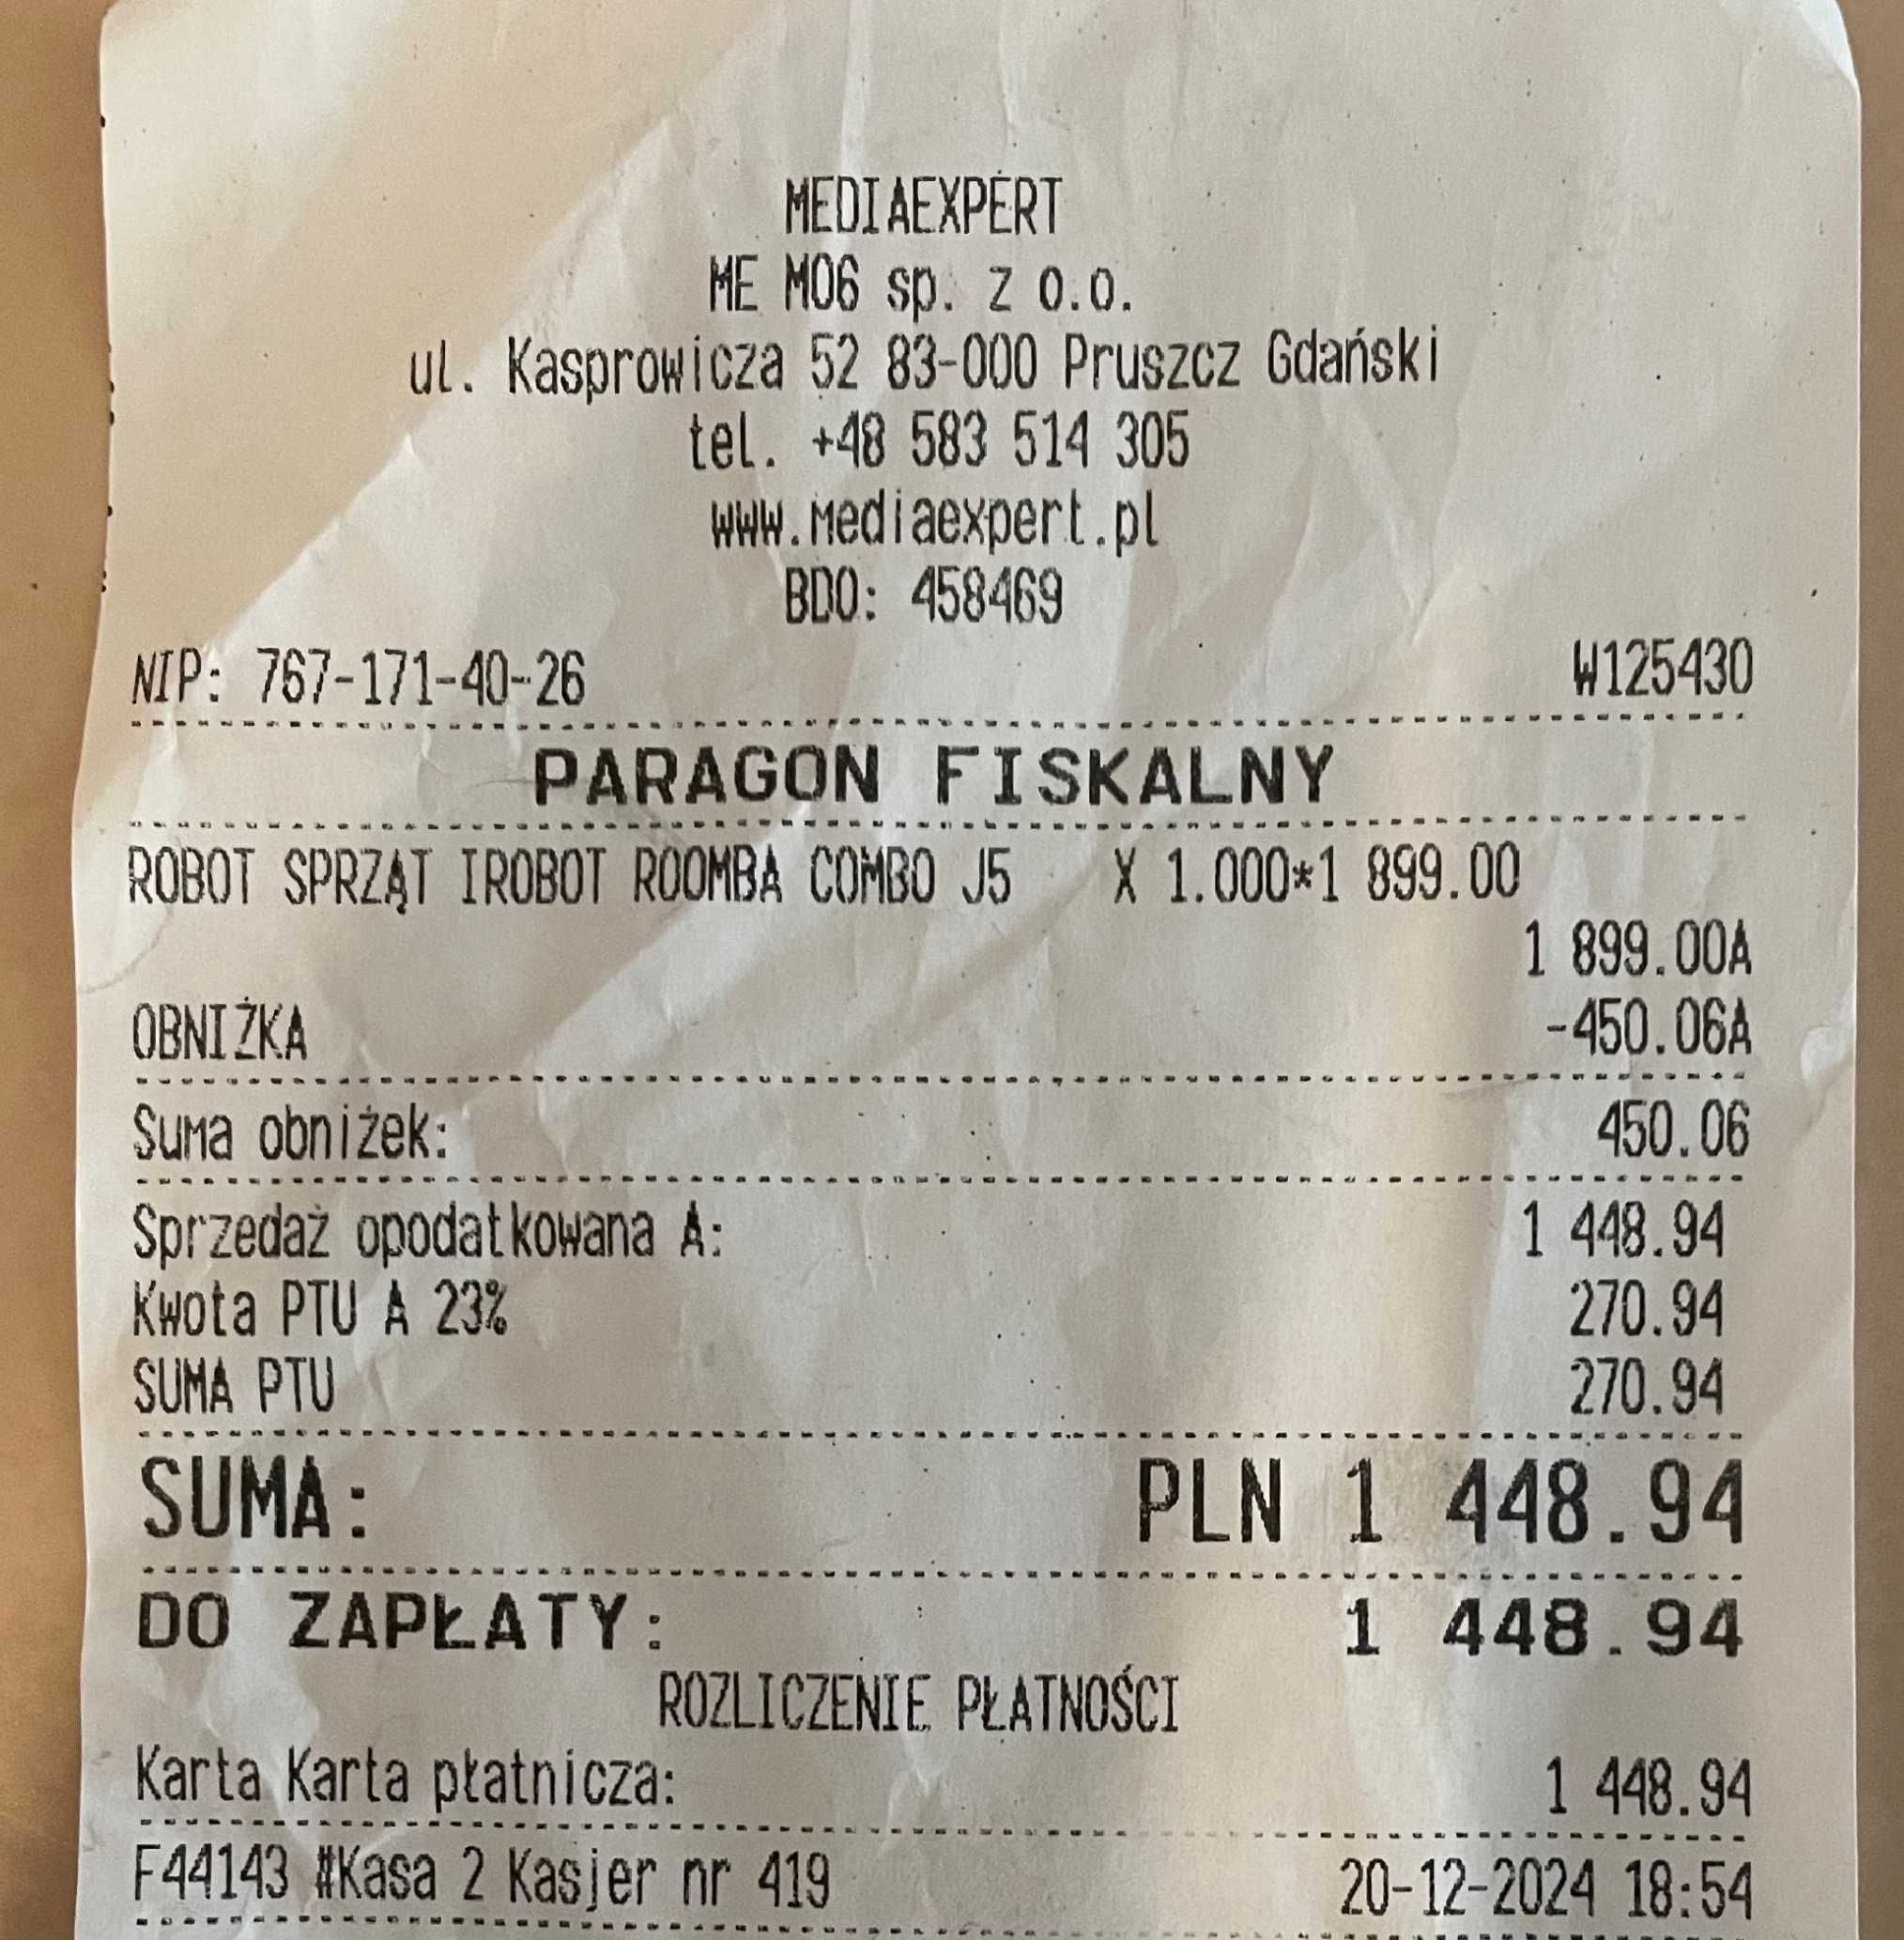 MEDIAEXPERT
ME M06 sp. z o.o.
ul. Kasprowicza 52 83-000 Pruszcz Gdański
tel. +48 583 514 305
www.mediaexpert.pl
BDO: 458469
NIP: 767-171-40-26 W125430
PARAGON FISKALNY
ROBOT SPRZĄT IROBOT ROOMBA COMBO J5 X 1.000*1 899.00
1 899.00A
OBNIŻKA -450.06A
Suma obniżek: 450.06
Sprzedaż opodatkowana A: 1 448.94
Kwota PTU A 23% 270.94
SUMA PTU 270.94
SUMA: PLN 1 448.94
DO ZAPŁATY: 1 448.94
ROZLICZENIE PŁATNOŚCI
Karta Karta płatnicza: 1 448.94
F44143 #Kasa 2 Kasjer nr 419 20-12-2024 18:54